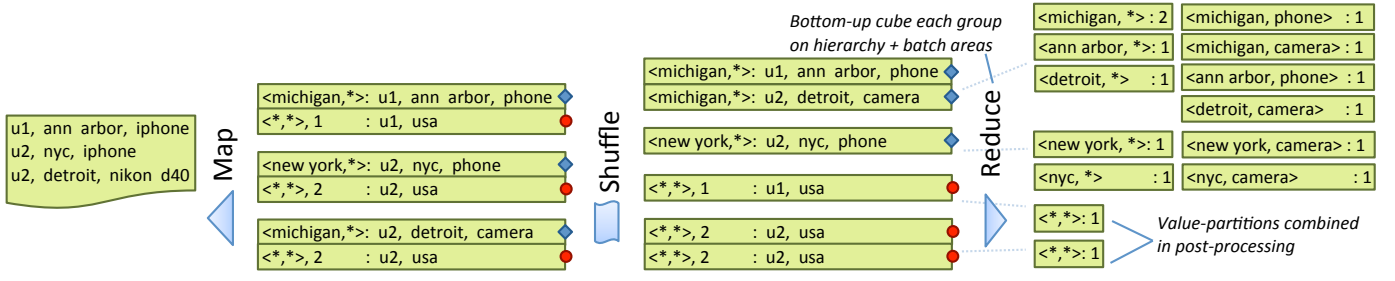 u1, ann arbor, iphone
u2, nyc, iphone
u2, detroit, nikon d40
Map
<michigan,*>: u1, ann arbor, phone
<*,*>, 1 : u1, usa
<new york,*>: u2, nyc, phone
<*,*>, 2 : u2, usa
<michigan,*>: u2, detroit, camera
<*,*>, 2 : u2, usa
Shuffle
Bottom-up cube each group
on hierarchy + batch areas
<michigan,*>: u1, ann arbor, phone
<michigan,*>: u2, detroit, camera
<new york,*>: u2, nyc, phone
<*,*>, 1 : u1, usa
<*,*>, 2 : u2, usa
<*,*>, 2 : u2, usa
Reduce
<michigan, *> : 2
<ann arbor, *>: 1
<detroit, *> : 1
<michigan, phone> : 1
<michigan, camera> : 1
<ann arbor, phone> : 1
<detroit, camera> : 1
<new york, *>: 1
<nyc, *> : 1
<new york, camera> : 1
<nyc, camera> : 1
<*,*>: 1
<*,*>: 1
Value-partitions combined
in post-processing